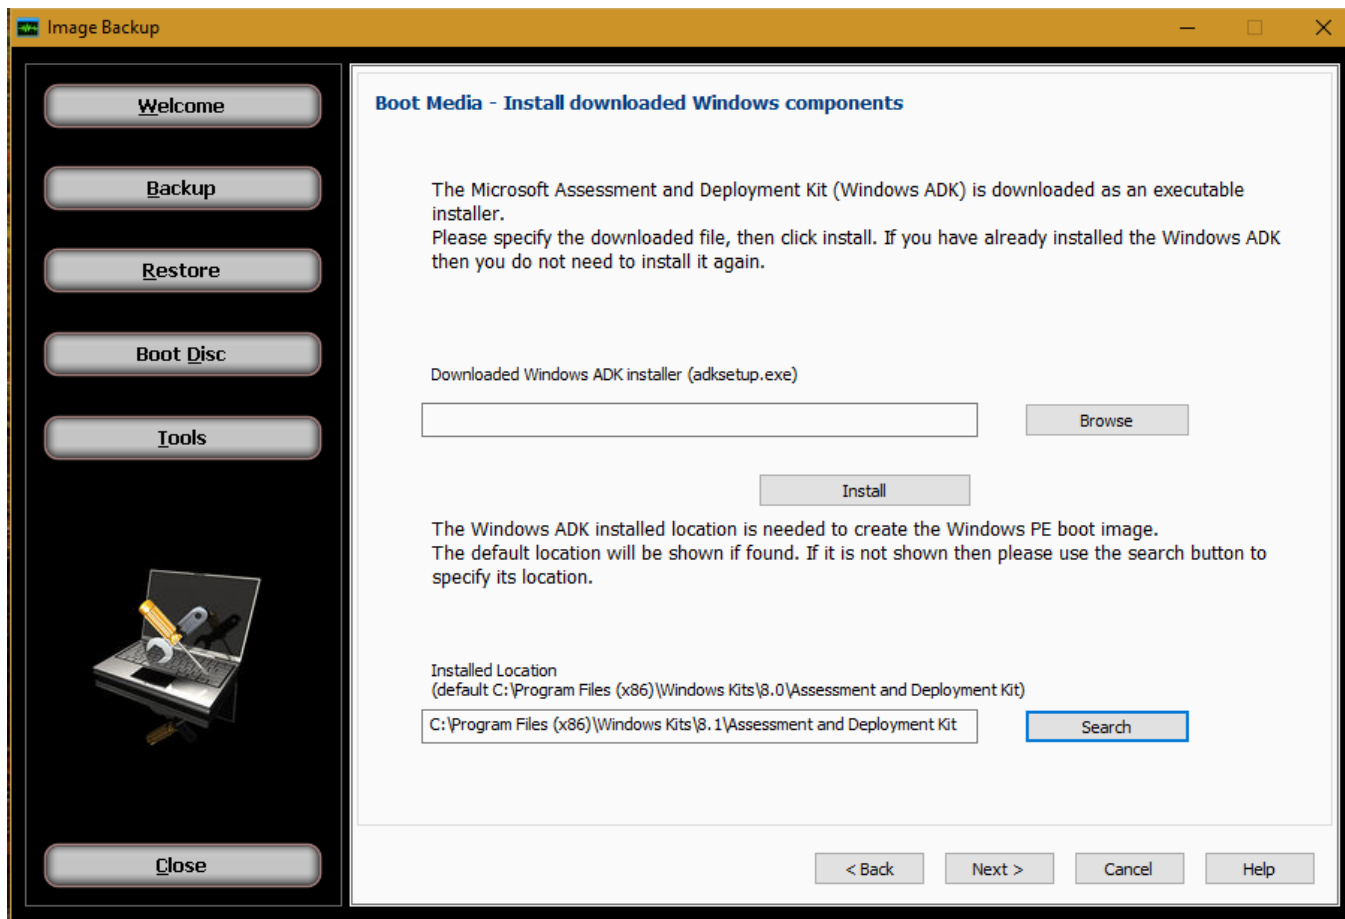 Image Backup
Welcome
Backup
Restore
Boot Disc
Tools
Close
Boot Media - Install downloaded Windows components
The Microsoft Assessment and Deployment Kit (Windows ADK) is downloaded as an executable
installer.
Please specify the downloaded file, then click install. If you have already installed the Windows ADK
then you do not need to install it again.
Downloaded Windows ADK installer (adksetup.exe)
Browse
Install
The Windows ADK installed location is needed to create the Windows PE boot image.
The default location will be shown if found. If it is not shown then please use the search button to
specify its location.
Installed Location
(default C:\Program Files (x86)\Windows Kits\8.0\Assessment and Deployment Kit)
C:\Program Files (x86)\Windows Kits\8.1\Assessment and Deployment Kit
Search
< Back
Next >
Cancel
Help